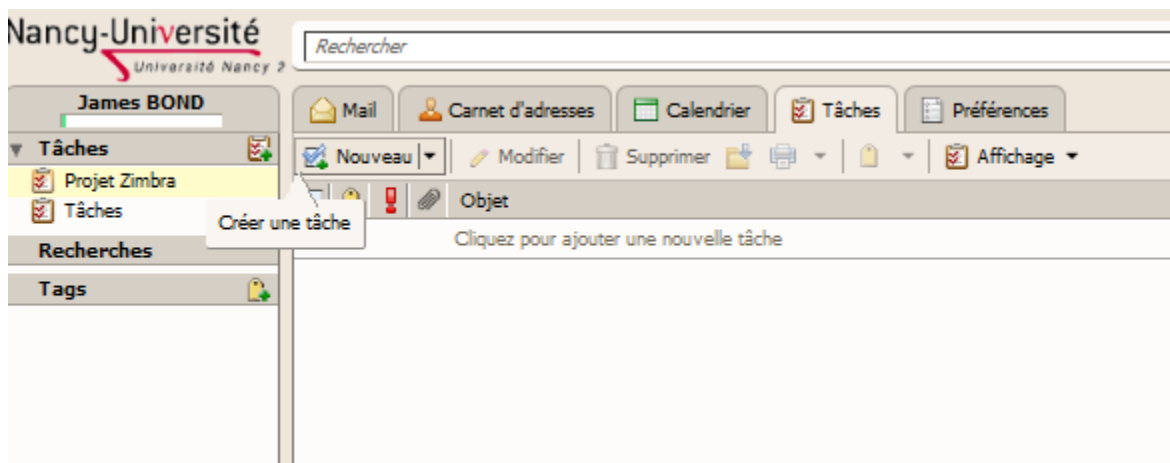 Nancy-Université
Université Nancy 2
Rechercher
James BOND
Mail Carnet d'adresses Calendrier Tâches Préférences
Tâches
Nouveau Modifier Supprimer Affichage
Projet Zimbra
Tâches
Objet
Créer une tâche
Cliquez pour ajouter une nouvelle tâche
Recherches
Tags